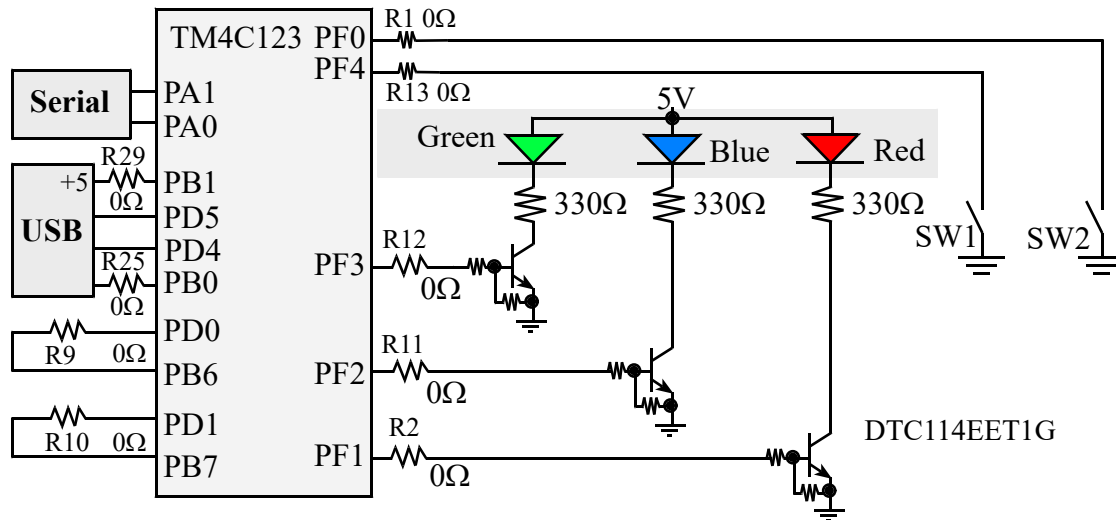 TM4C123
Serial
PA1
PA0
USB
+5
R29
0Ω
PB1
PD5
PD4
R25
0Ω
PB0
R9
0Ω
PD0
PB6
R10
0Ω
PD1
PB7
PF0
R1 0Ω
PF4
R13 0Ω
5V
Green
Blue
Red
330Ω
330Ω
330Ω
SW1
SW2
PF3
R12
0Ω
PF2
R11
0Ω
PF1
R2
0Ω
DTC114EET1G